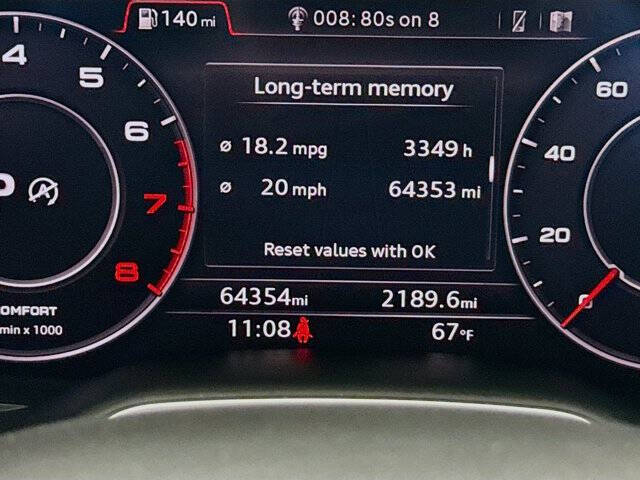 140 mi 008: 80s on 8
4
5
6
7
8
Long-term memory
ø 18.2 mpg 3349 h
ø 20 mph 64353 mi
Reset values with OK
64354mi 2189.6mi
11:08 67°F
OMFORT
min x 1000
60
40
20
0